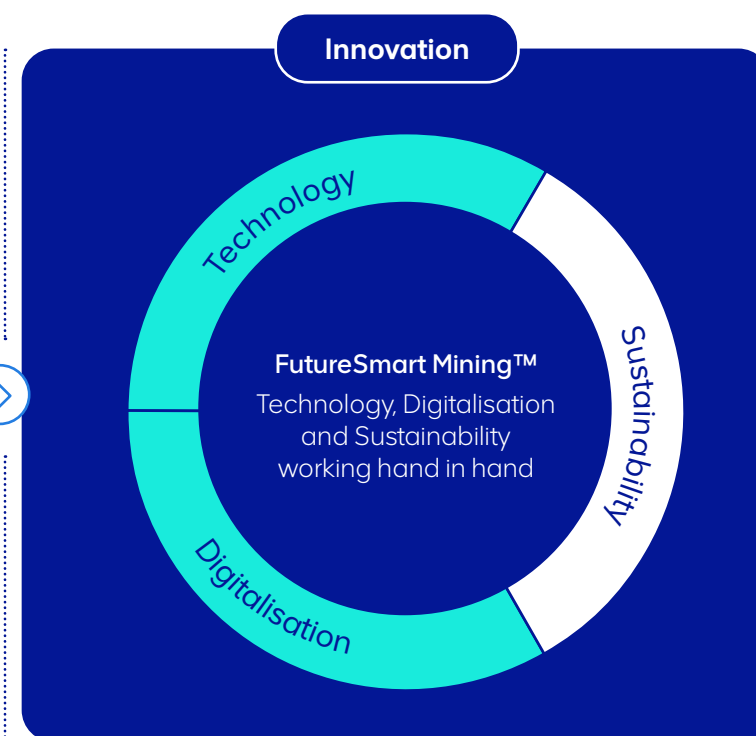 Innovation
Technology
Sustainability
FutureSmart Mining™
Technology, Digitalisation
and Sustainability
working hand in hand
Digitalisation